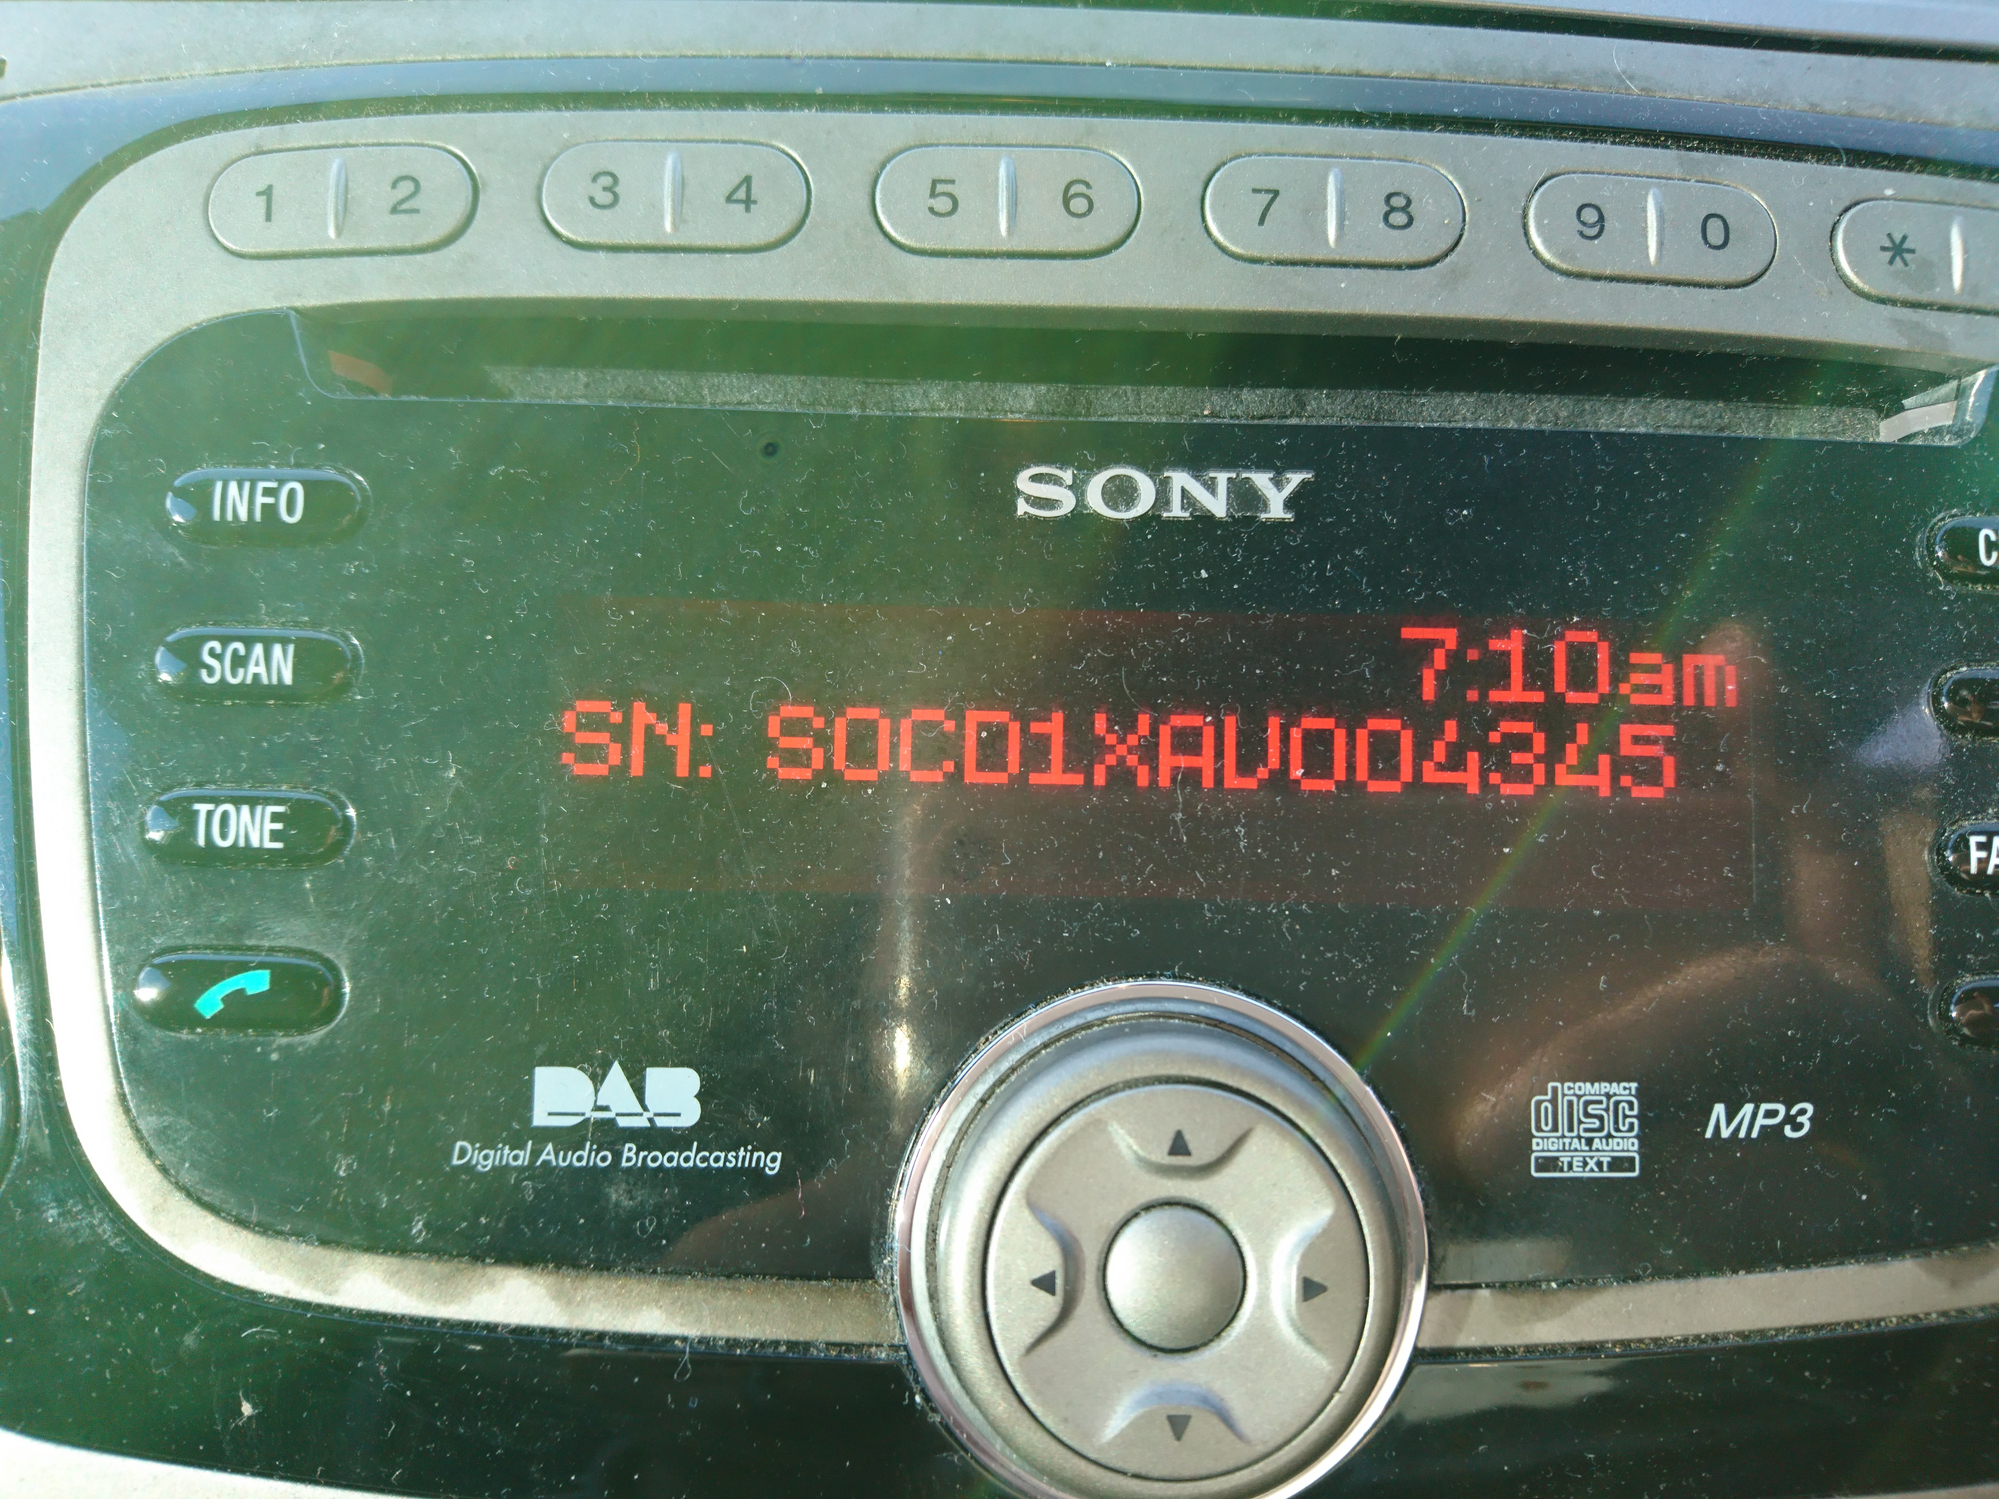 1 2 3 4 5 6 7 8 9 0 *
SONY
INFO
SCAN
TONE
7:10am
SN: SOCD1XAV004345
DAB
Digital Audio Broadcasting
COMPACT
disc
DIGITAL AUDIO
TEXT
MP3